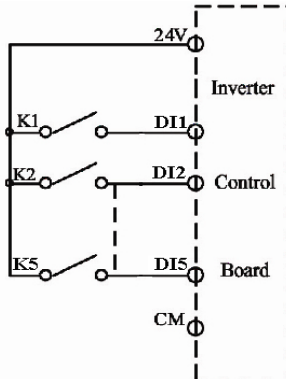 24V
Inverter
K1 DI1
K2 DI2 Control
K5 DI5 Board
CM